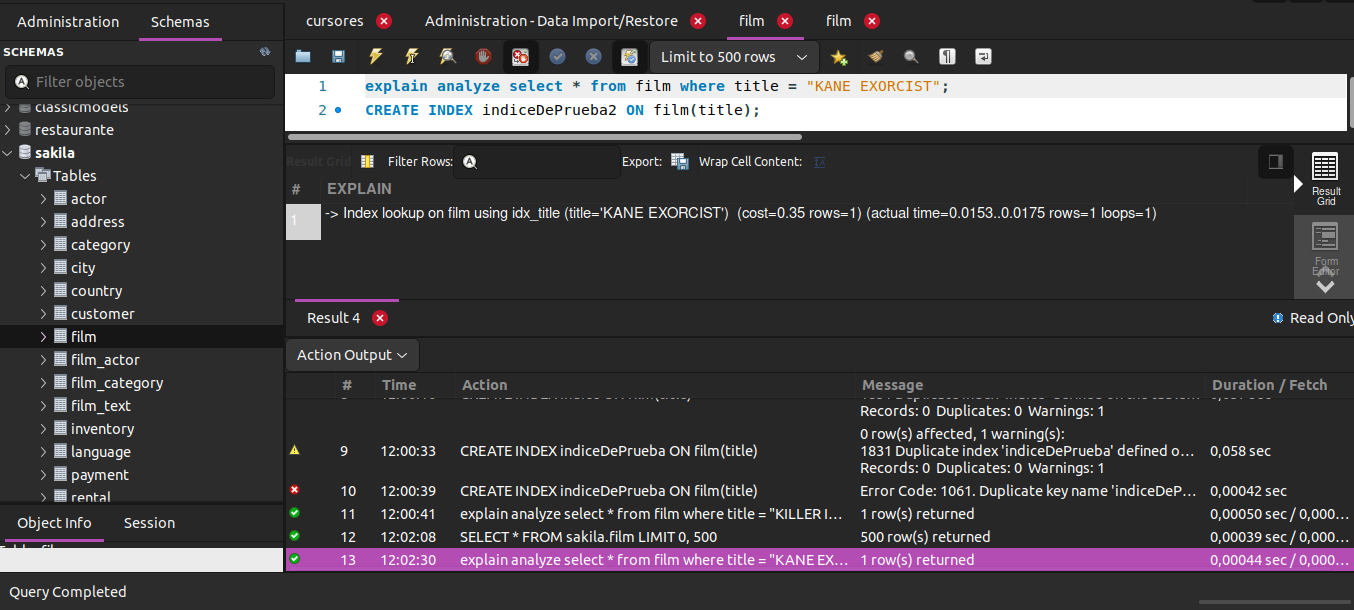 Administration
Schemas
SCHEMAS
Filter objects
classicmodels
restaurante
sakila
Tables
actor
address
category
city
country
customer
film
film_actor
film_category
film_text
inventory
language
payment
rental
Object Info
Session
cursores
Administration - Data Import/Restore
film
film
Limit to 500 rows
1 explain analyze select * from film where title = "KANE EXORCIST";
2 CREATE INDEX indiceDePrueba2 ON film(title);
Result Grid
Filter Rows:
Export:
Wrap Cell Content:
# EXPLAIN
1 -> Index lookup on film using idx_title (title='KANE EXORCIST') (cost=0.35 rows=1) (actual time=0.0153..0.0175 rows=1 loops=1)
Result
Grid
Form
Editor
Result 4
Read Only
Action Output
# Time Action Message Duration / Fetch
Records: 0 Duplicates: 0 Warnings: 1
0 row(s) affected, 1 warning(s):
9 12:00:33 CREATE INDEX indiceDePrueba ON film(title) 1831 Duplicate index 'indiceDePrueba' defined o... 0,058 sec
Records: 0 Duplicates: 0 Warnings: 1
10 12:00:39 CREATE INDEX indiceDePrueba ON film(title) Error Code: 1061. Duplicate key name 'indiceDeP... 0,00042 sec
11 12:00:41 explain analyze select * from film where title = "KILLER I... 1 row(s) returned 0,00050 sec / 0,000...
12 12:02:08 SELECT * FROM sakila.film LIMIT 0, 500 500 row(s) returned 0,00039 sec / 0,000...
13 12:02:30 explain analyze select * from film where title = "KANE EX... 1 row(s) returned 0,00044 sec / 0,000...
Query Completed